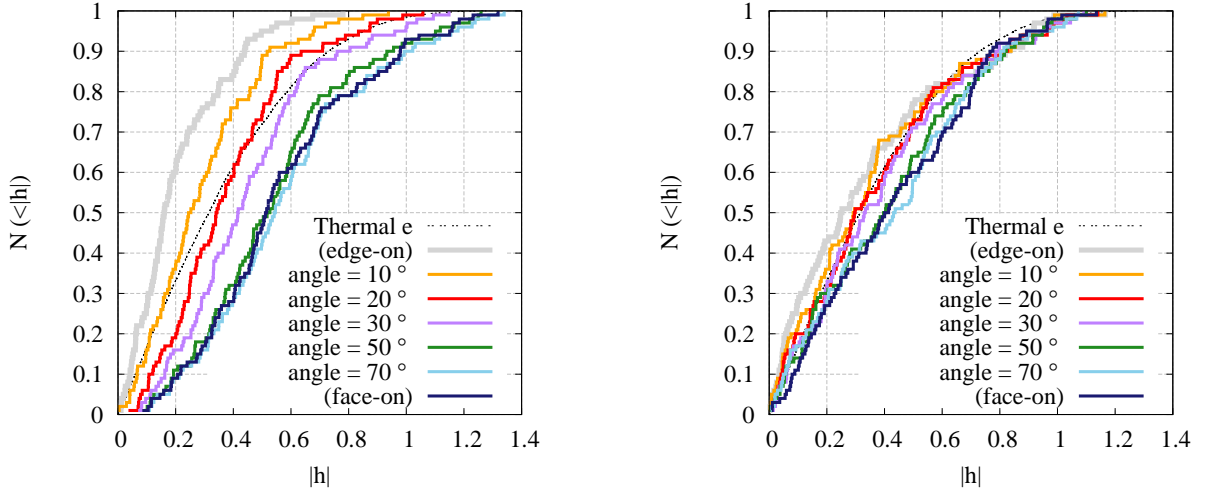 1
0.9
0.8
0.7
0.6
0.5
0.4
0.3
0.2
0.1
0
N (<|h|)
0 0.2 0.4 0.6 0.8 1 1.2 1.4
|h|
Thermal e
(edge-on)
angle = 10 °
angle = 20 °
angle = 30 °
angle = 50 °
angle = 70 °
(face-on)
1
0.9
0.8
0.7
0.6
0.5
0.4
0.3
0.2
0.1
0
N (<|h|)
0 0.2 0.4 0.6 0.8 1 1.2 1.4
|h|
Thermal e
(edge-on)
angle = 10 °
angle = 20 °
angle = 30 °
angle = 50 °
angle = 70 °
(face-on)